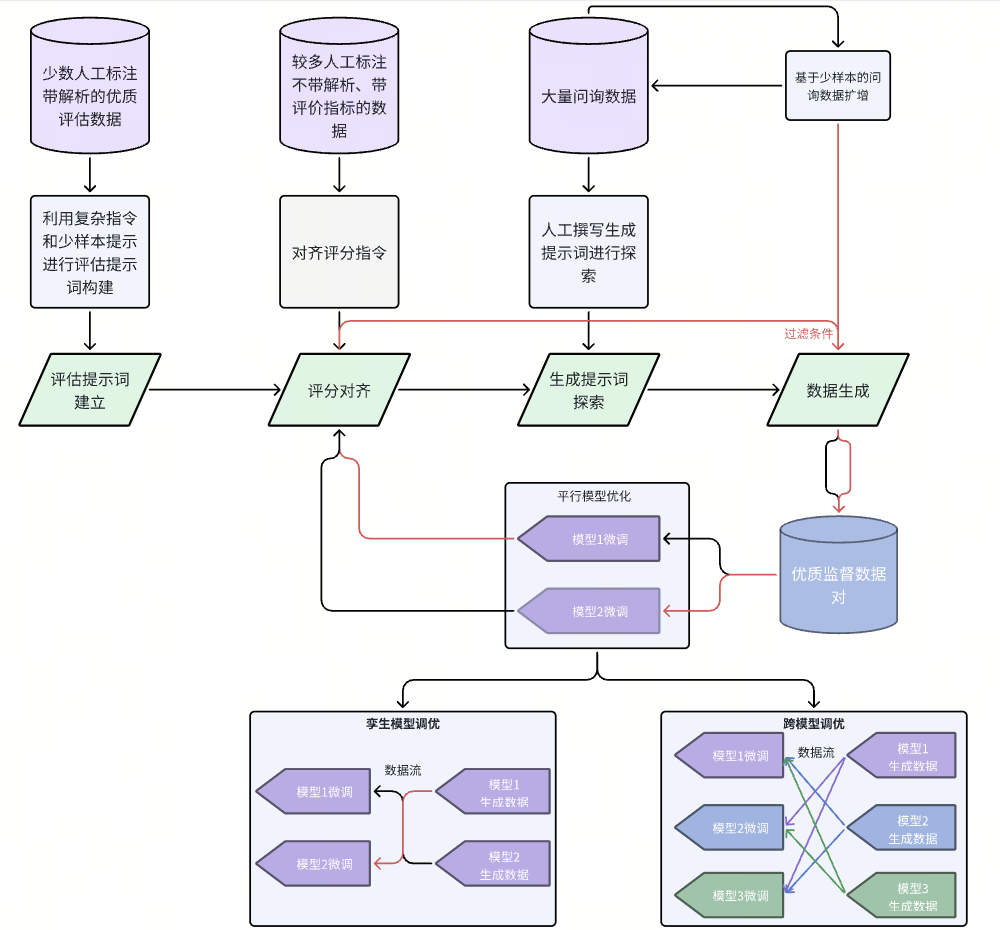 少数人工标注
带解析的优质
评估数据
较多人工标注
不带解析、带
评价指标的数
据
大量问询数据
基于少样本的问
询数据扩增
利用复杂指令
和少样本提示
进行评估提示
词构建
对齐评分指令
人工撰写生成
提示词进行探
索
过滤条件
评估提示词
建立
评分对齐
生成提示词
探索
数据生成
平行模型优化
模型1微调
模型2微调
优质监督数据
对
孪生模型调优
数据流
模型1微调
模型1
生成数据
模型2微调
模型2
生成数据
跨模型调优
数据流
模型1微调
模型1
生成数据
模型2微调
模型2
生成数据
模型3微调
模型3
生成数据